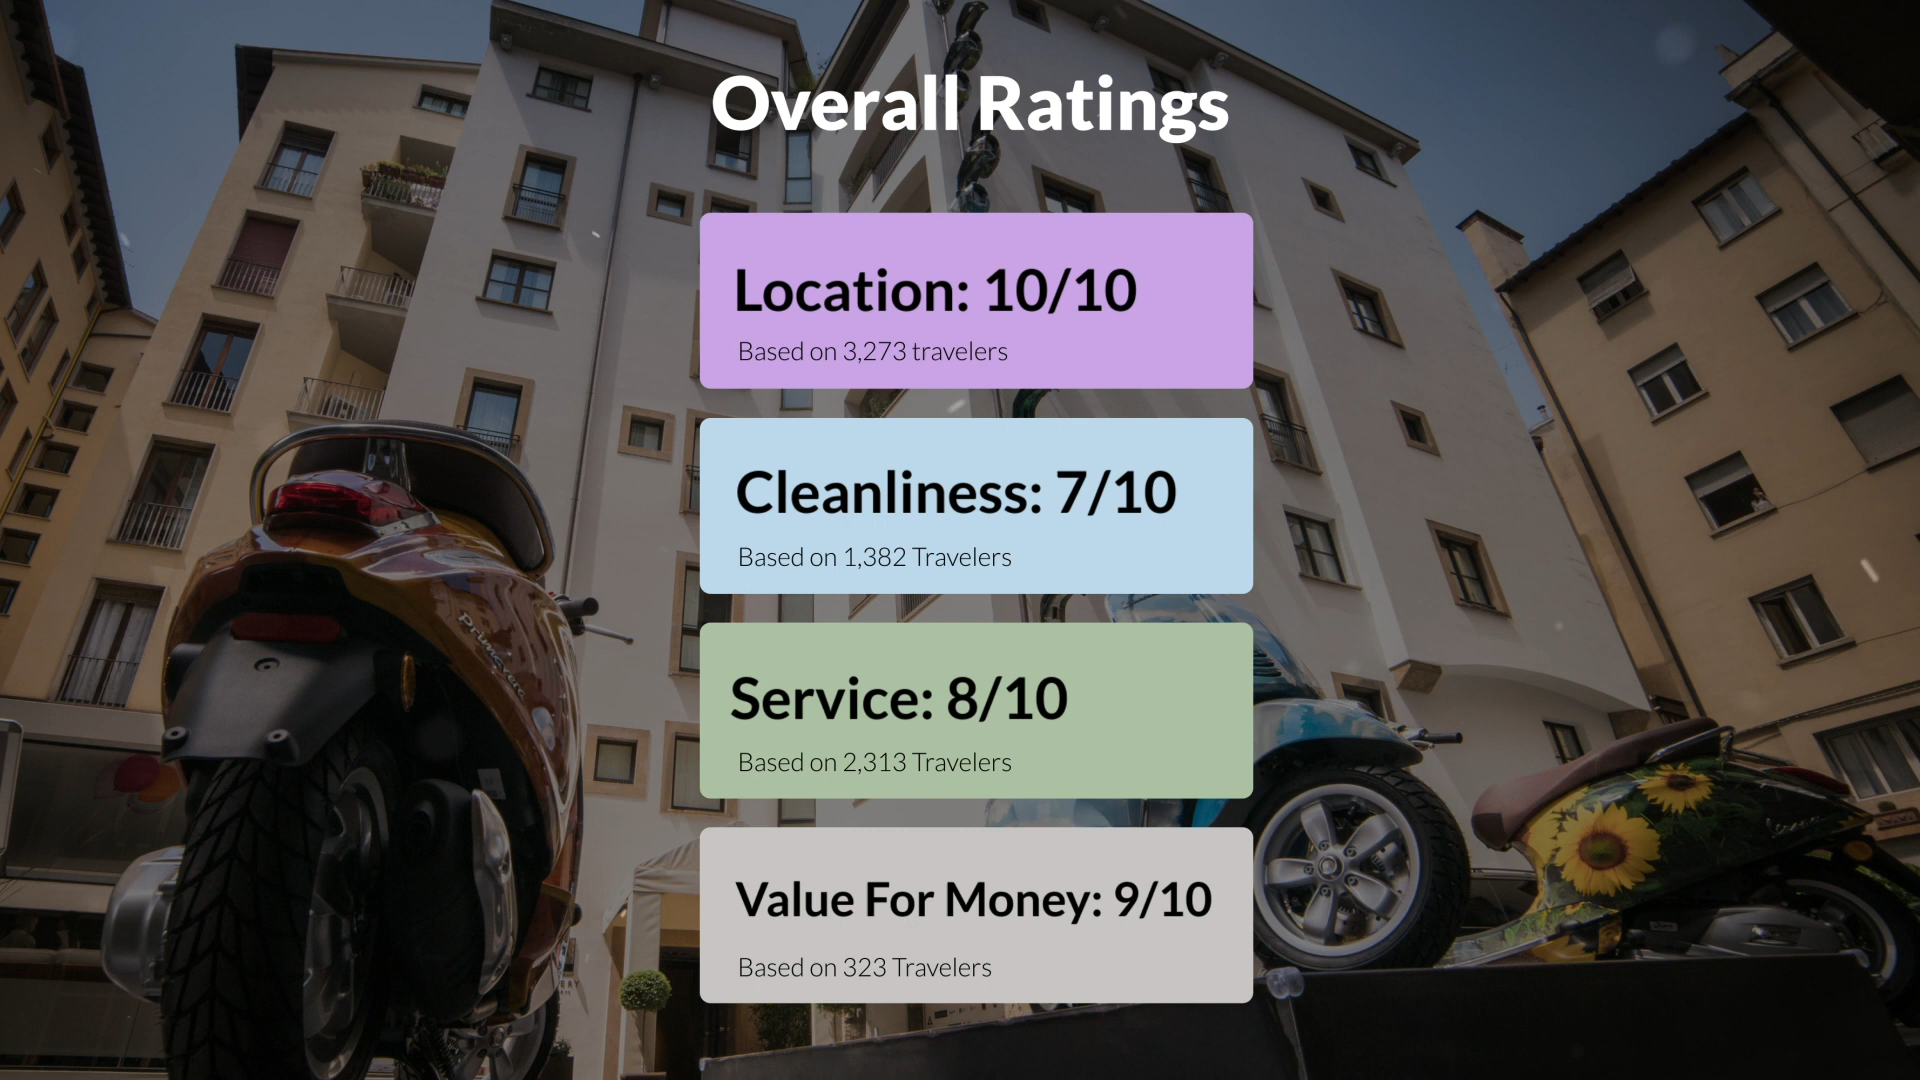 Overall Ratings
Location: 10/10
Based on 3,273 travelers
Cleanliness: 7/10
Based on 1,382 Travelers
Service: 8/10
Based on 2,313 Travelers
Value For Money: 9/10
Based on 323 Travelers
Primavera